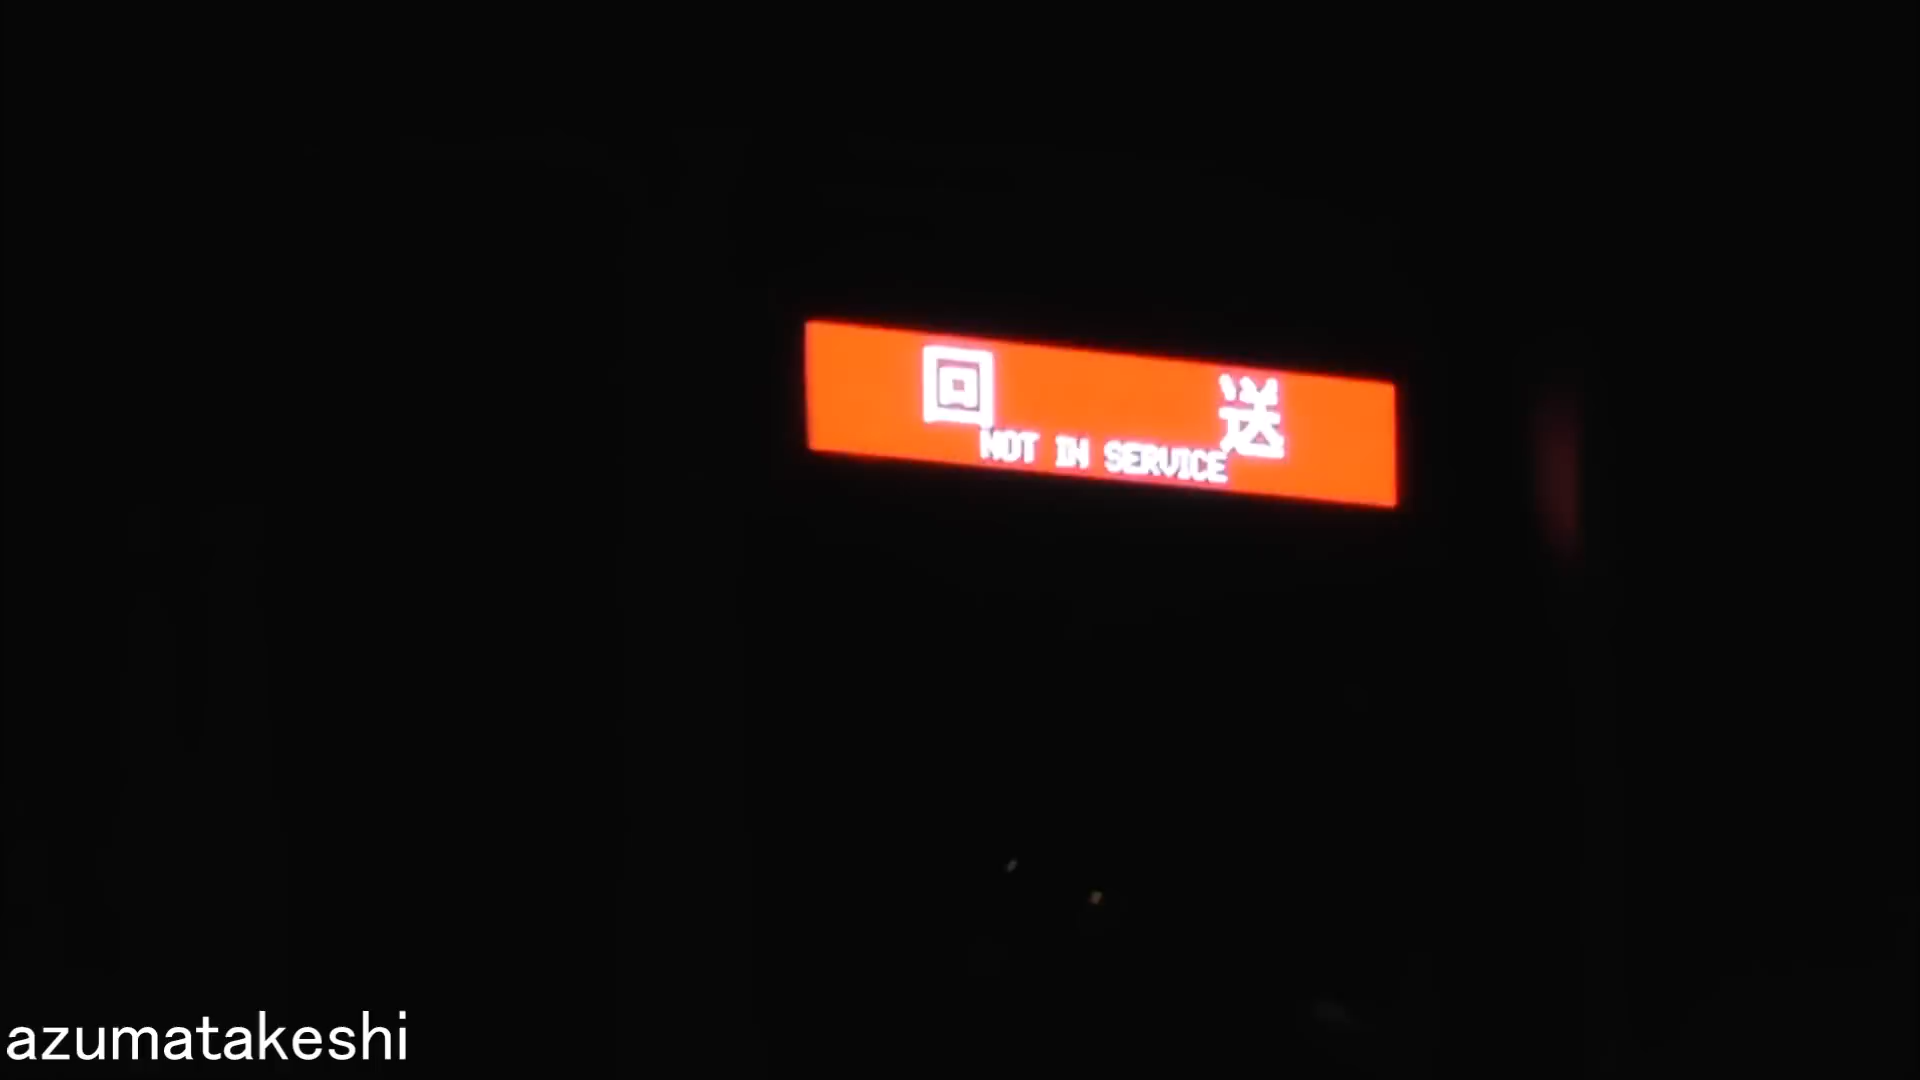 回 送
NOT IN SERVICE
azumatakeshi